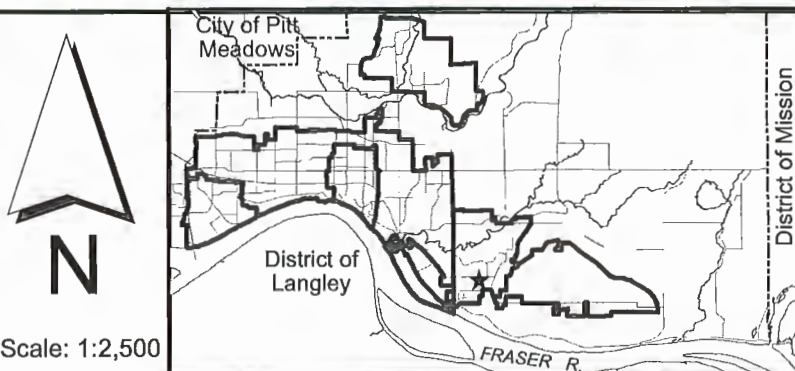 City of Pitt
Meadows
N
Scale: 1:2,500
District of
Langley
FRASER R.
District of Mission